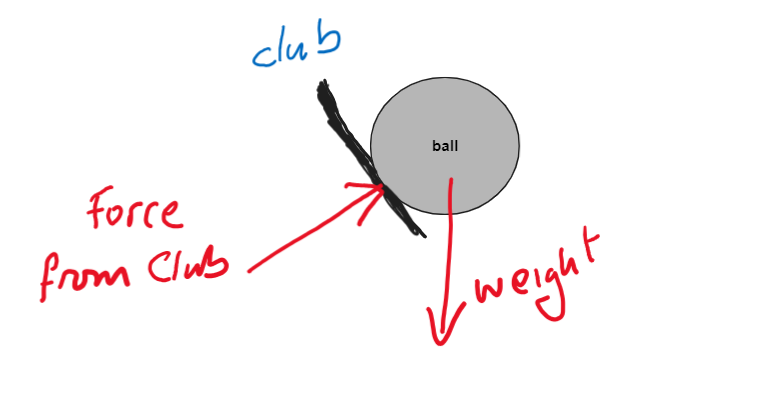 club
ball
Force
from Club
weight